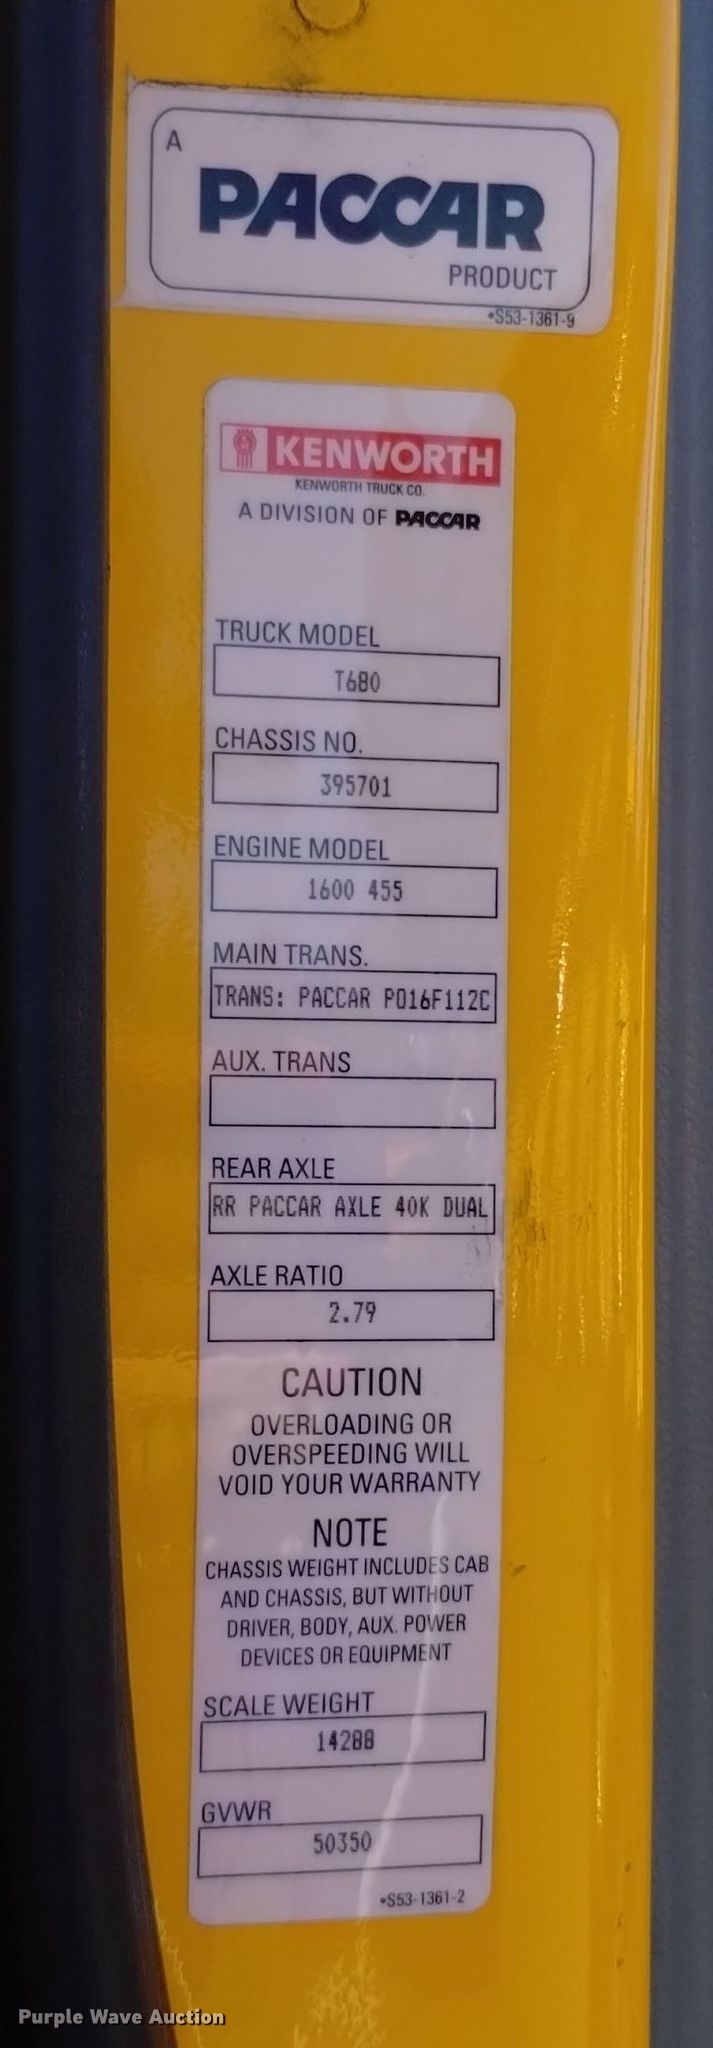 A
PACCAR
PRODUCT
•S53-1361-9
KENWORTH
KENWORTH TRUCK CO.
A DIVISION OF PACCAR
TRUCK MODEL
T680
CHASSIS NO.
395701
ENGINE MODEL
1600 455
MAIN TRANS.
TRANS: PACCAR PO16F112C
AUX. TRANS
REAR AXLE
RR PACCAR AXLE 40K DUAL
AXLE RATIO
2.79
CAUTION
OVERLOADING OR
OVERSPEEDING WILL
VOID YOUR WARRANTY
NOTE
CHASSIS WEIGHT INCLUDES CAB
AND CHASSIS, BUT WITHOUT
DRIVER, BODY, AUX. POWER
DEVICES OR EQUIPMENT
SCALE WEIGHT
14288
GVWR
50350
•S53-1361-2
Purple Wave Auction